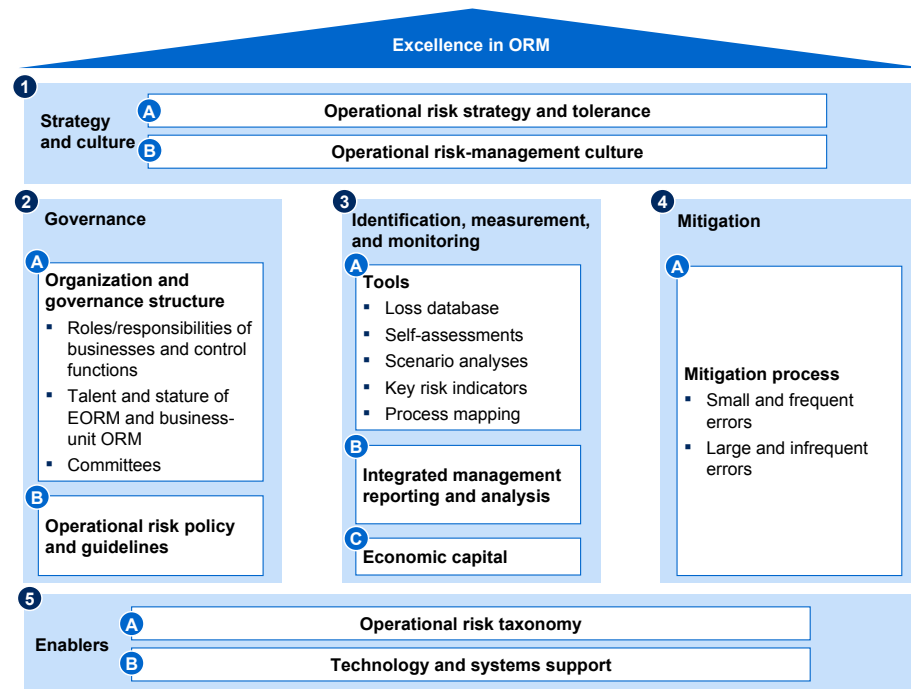 Excellence in ORM
1
Strategy
and culture
A
Operational risk strategy and tolerance
B
Operational risk-management culture
2
Governance
A
Organization and
governance structure
▪ Roles/responsibilities of
businesses and control
functions
▪ Talent and stature of
EORM and business-
unit ORM
▪ Committees
B
Operational risk policy
and guidelines
3
Identification, measurement,
and monitoring
A
Tools
▪ Loss database
▪ Self-assessments
▪ Scenario analyses
▪ Key risk indicators
▪ Process mapping
B
Integrated management
reporting and analysis
C
Economic capital
4
Mitigation
A
Mitigation process
▪ Small and frequent
errors
▪ Large and infrequent
errors
5
Enablers
A
Operational risk taxonomy
B
Technology and systems support